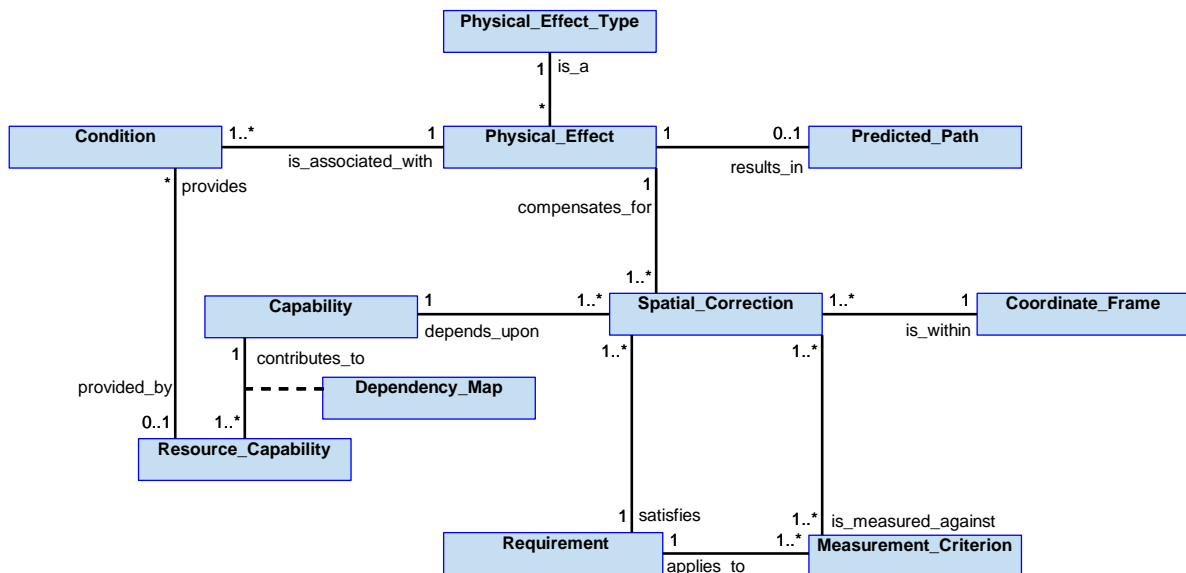 Physical_Effect_Type
1
is_a
*
Condition
1..*
1
Physical_Effect
1
0..1
Predicted_Path
is_associated_with
results_in
*
provides
1
compensates_for
1..*
Capability
1
1..*
Spatial_Correction
1..*
1
Coordinate_Frame
depends_upon
is_within
1
contributes_to
1..*
1..*
provided_by
Dependency_Map
0..1
1..*
Resource_Capability
1
satisfies
1..*
is_measured_against
Requirement
1
1..*
Measurement_Criterion
applies_to